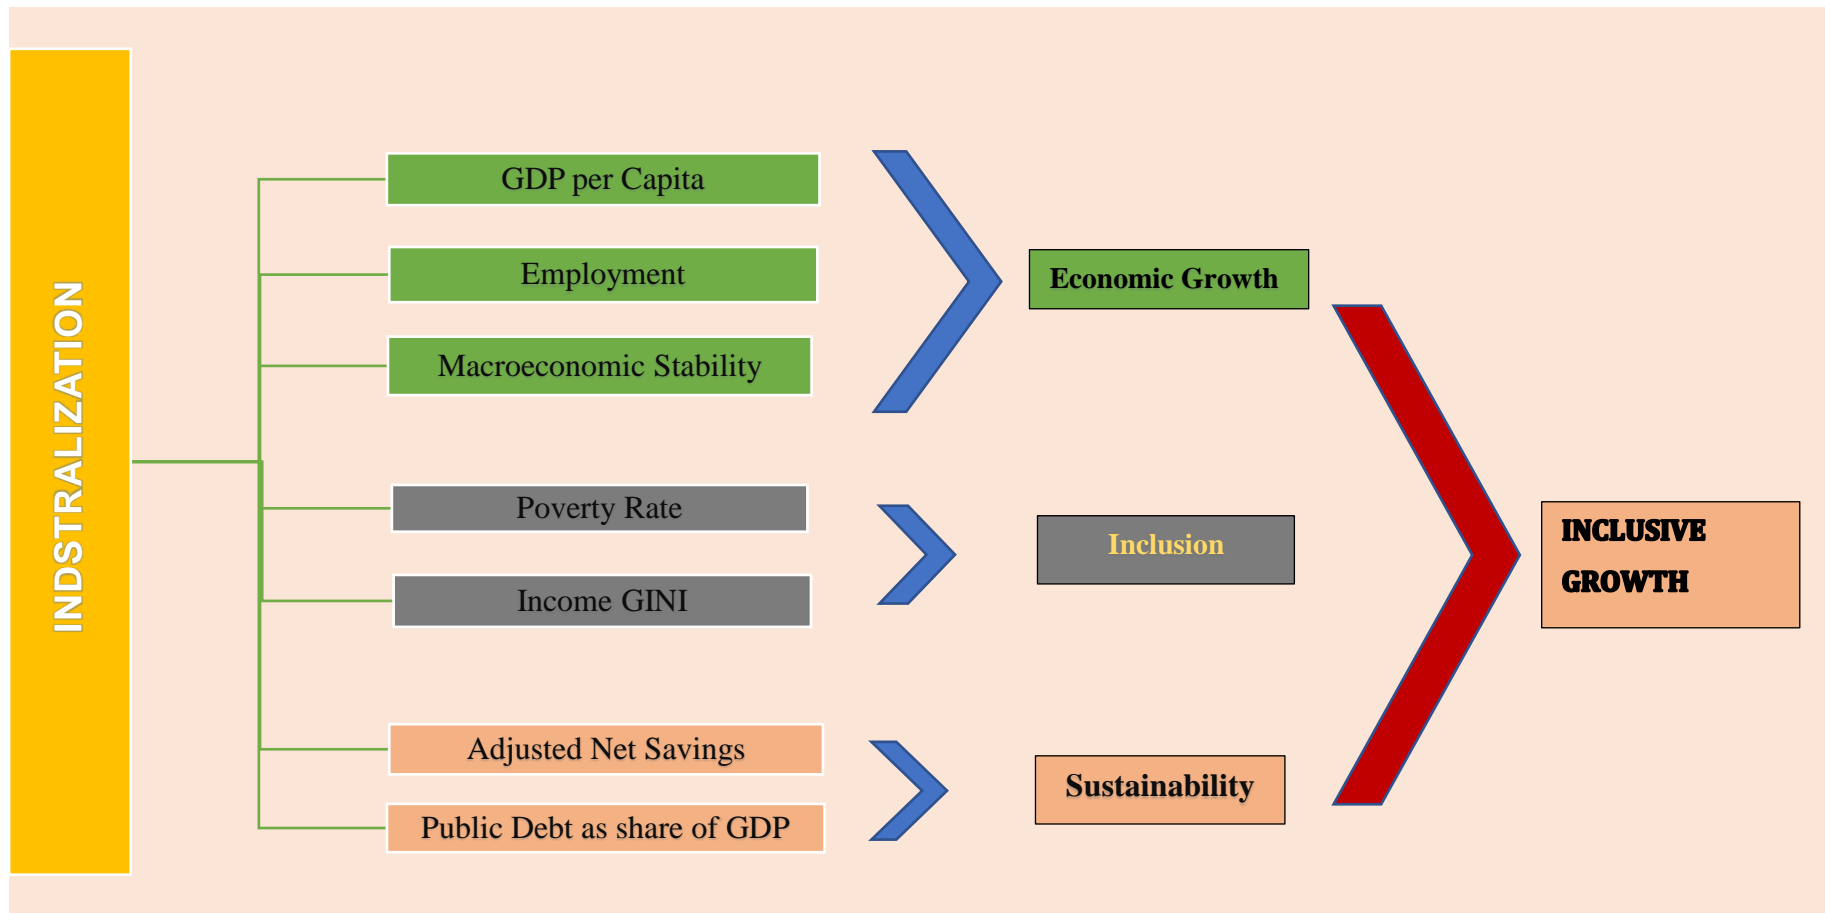 INDSTRALIZATION
GDP per Capita
Employment
Macroeconomic Stability
Poverty Rate
Income GINI
Adjusted Net Savings
Public Debt as share of GDP
Economic Growth
Inclusion
Sustainability
INCLUSIVE
GROWTH